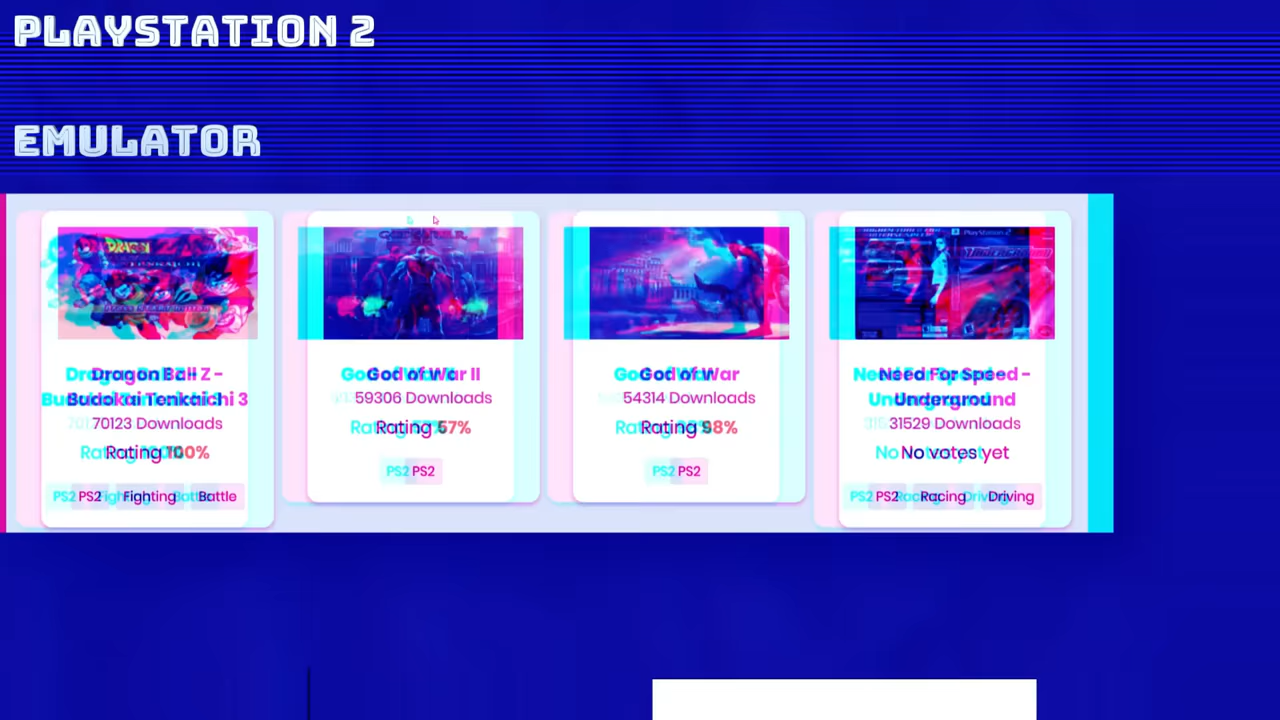 PLAYSTATION 2
EMULATOR
Dragon Ball Z -
Budokai Tenkaichi 3
70123 Downloads
Rating 100%
PS2 Fighting Battle
God of War II
59306 Downloads
Rating
PS2
God of War
54314 Downloads
Rating
PS2
Need For Speed -
Underground
31529 Downloads
No votes yet
PS2 Racing Driving